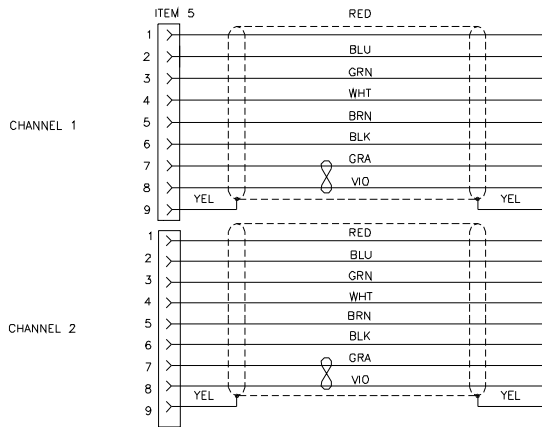 ITEM 5 RED
1
BLU
2
GRN
3
WHT
4
BRN
CHANNEL 1 5
BLK
6
GRA
7
VIO
8
YEL YEL
9
RED
1
BLU
2
GRN
3
WHT
4
BRN
CHANNEL 2 5
BLK
6
GRA
7
VIO
8
YEL YEL
9